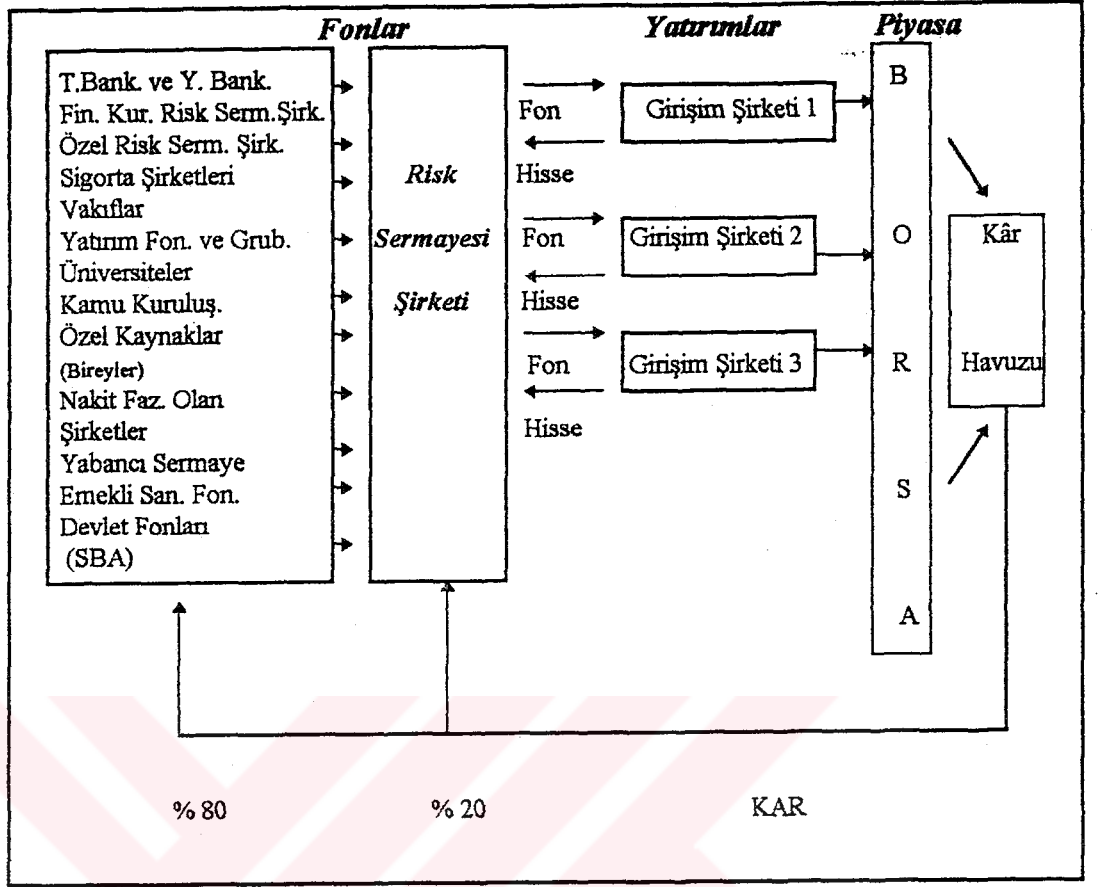 Fonlar
Yatırımlar
Piyasa
T.Bank. ve Y. Bank.
Fin. Kur. Risk Serm.Şirk.
Özel Risk Serm. Şirk.
Sigorta Şirketleri
Vakıflar
Yatırım Fon. ve Grub.
Üniversiteler
Kamu Kuruluş.
Özel Kaynaklar
(Bireyler)
Nakit Faz. Olan
Şirketler
Yabancı Sermaye
Emekli San. Fon.
Devlet Fonları
(SBA)
Risk
Sermayesi
Şirketi
Fon
Hisse
Fon
Hisse
Fon
Hisse
Girişim Şirketi 1
Girişim Şirketi 2
Girişim Şirketi 3
B
O
R
S
A
Kâr
Havuzu
% 80
% 20
KAR